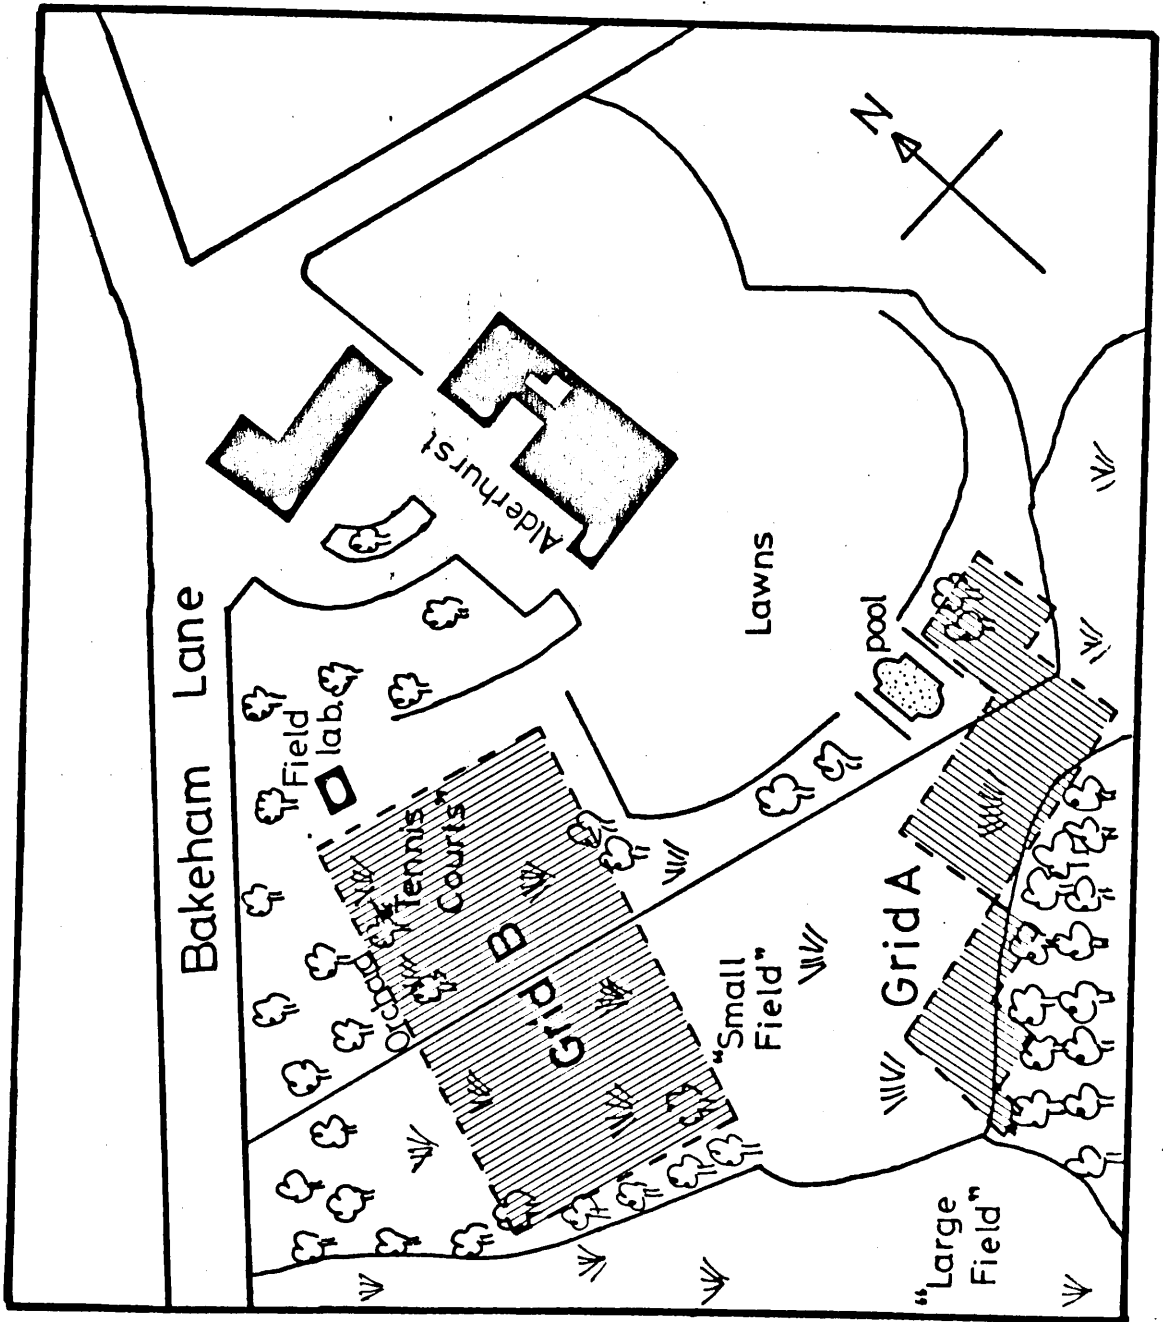 Bakeham Lane
Field
lab.
Alderhurst
Orchard
"Tennis
Courts"
Grid B
Lawns
pool
"Small
Field"
Grid A
"Large
Field"
N